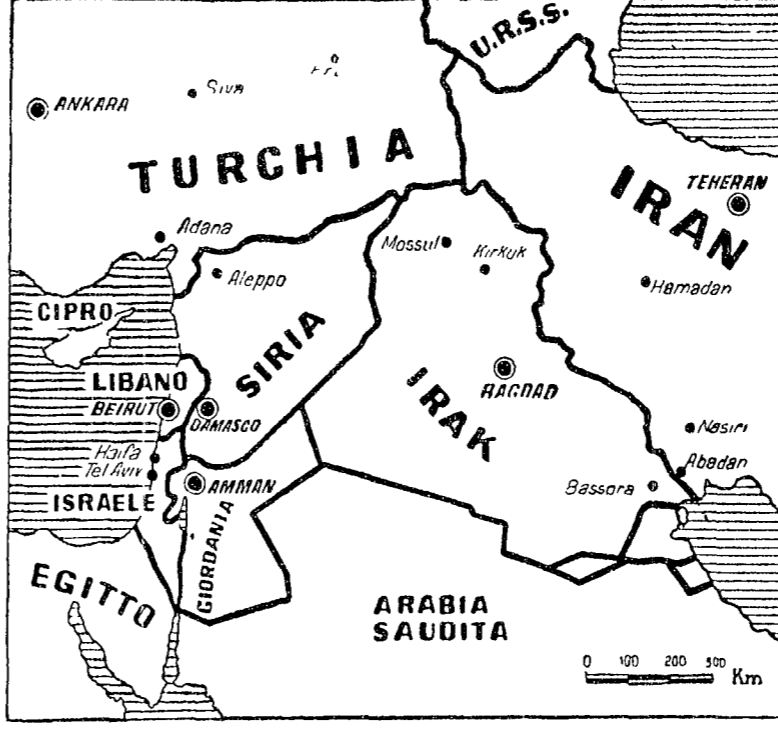 U.R.S.S.
ANKARA
TURCHIA
IRAN
TEHERAN
Adana
Mossul
Kirkuk
Aleppo
Hamadan
CIPRO
SIRIA
LIBANO
BEIRUT
DAMASCO
IRAK
BAGDAD
Haifa
Tel Aviv
Abadan
ISRAELE
AMMAN
Bassora
GIORDANIA
EGITTO
ARABIA
SAUDITA
0 100 200 300 Km